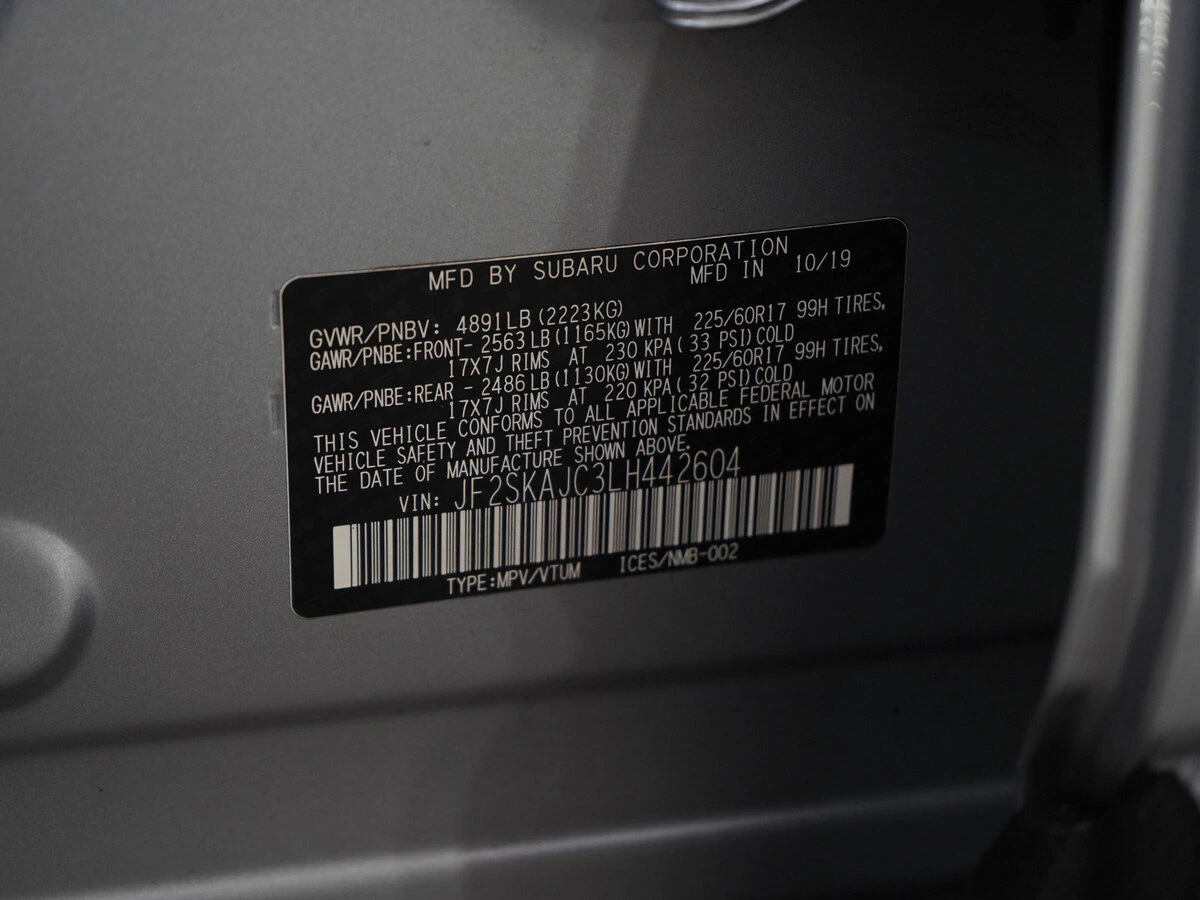 MFD BY SUBARU CORPORATION
MFD IN 10/19
GVWR/PNBV: 4891LB(2223KG)
GAWR/PNBE:FRONT- 2563LB(1165KG)WITH 225/60R17 99H TIRES,
17X7J RIMS AT 230 KPA( 33 PSI)COLD
GAWR/PNBE:REAR - 2486LB(1130KG)WITH 225/60R17 99H TIRES,
17X7J RIMS AT 220 KPA( 32 PSI)COLD
THIS VEHICLE CONFORMS TO ALL APPLICABLE FEDERAL MOTOR
VEHICLE SAFETY AND THEFT PREVENTION STANDARDS IN EFFECT ON
THE DATE OF MANUFACTURE SHOWN ABOVE.
VIN: JF2SKAJC3LH442604
TYPE:MPV/VTUM ICES/NMB-002